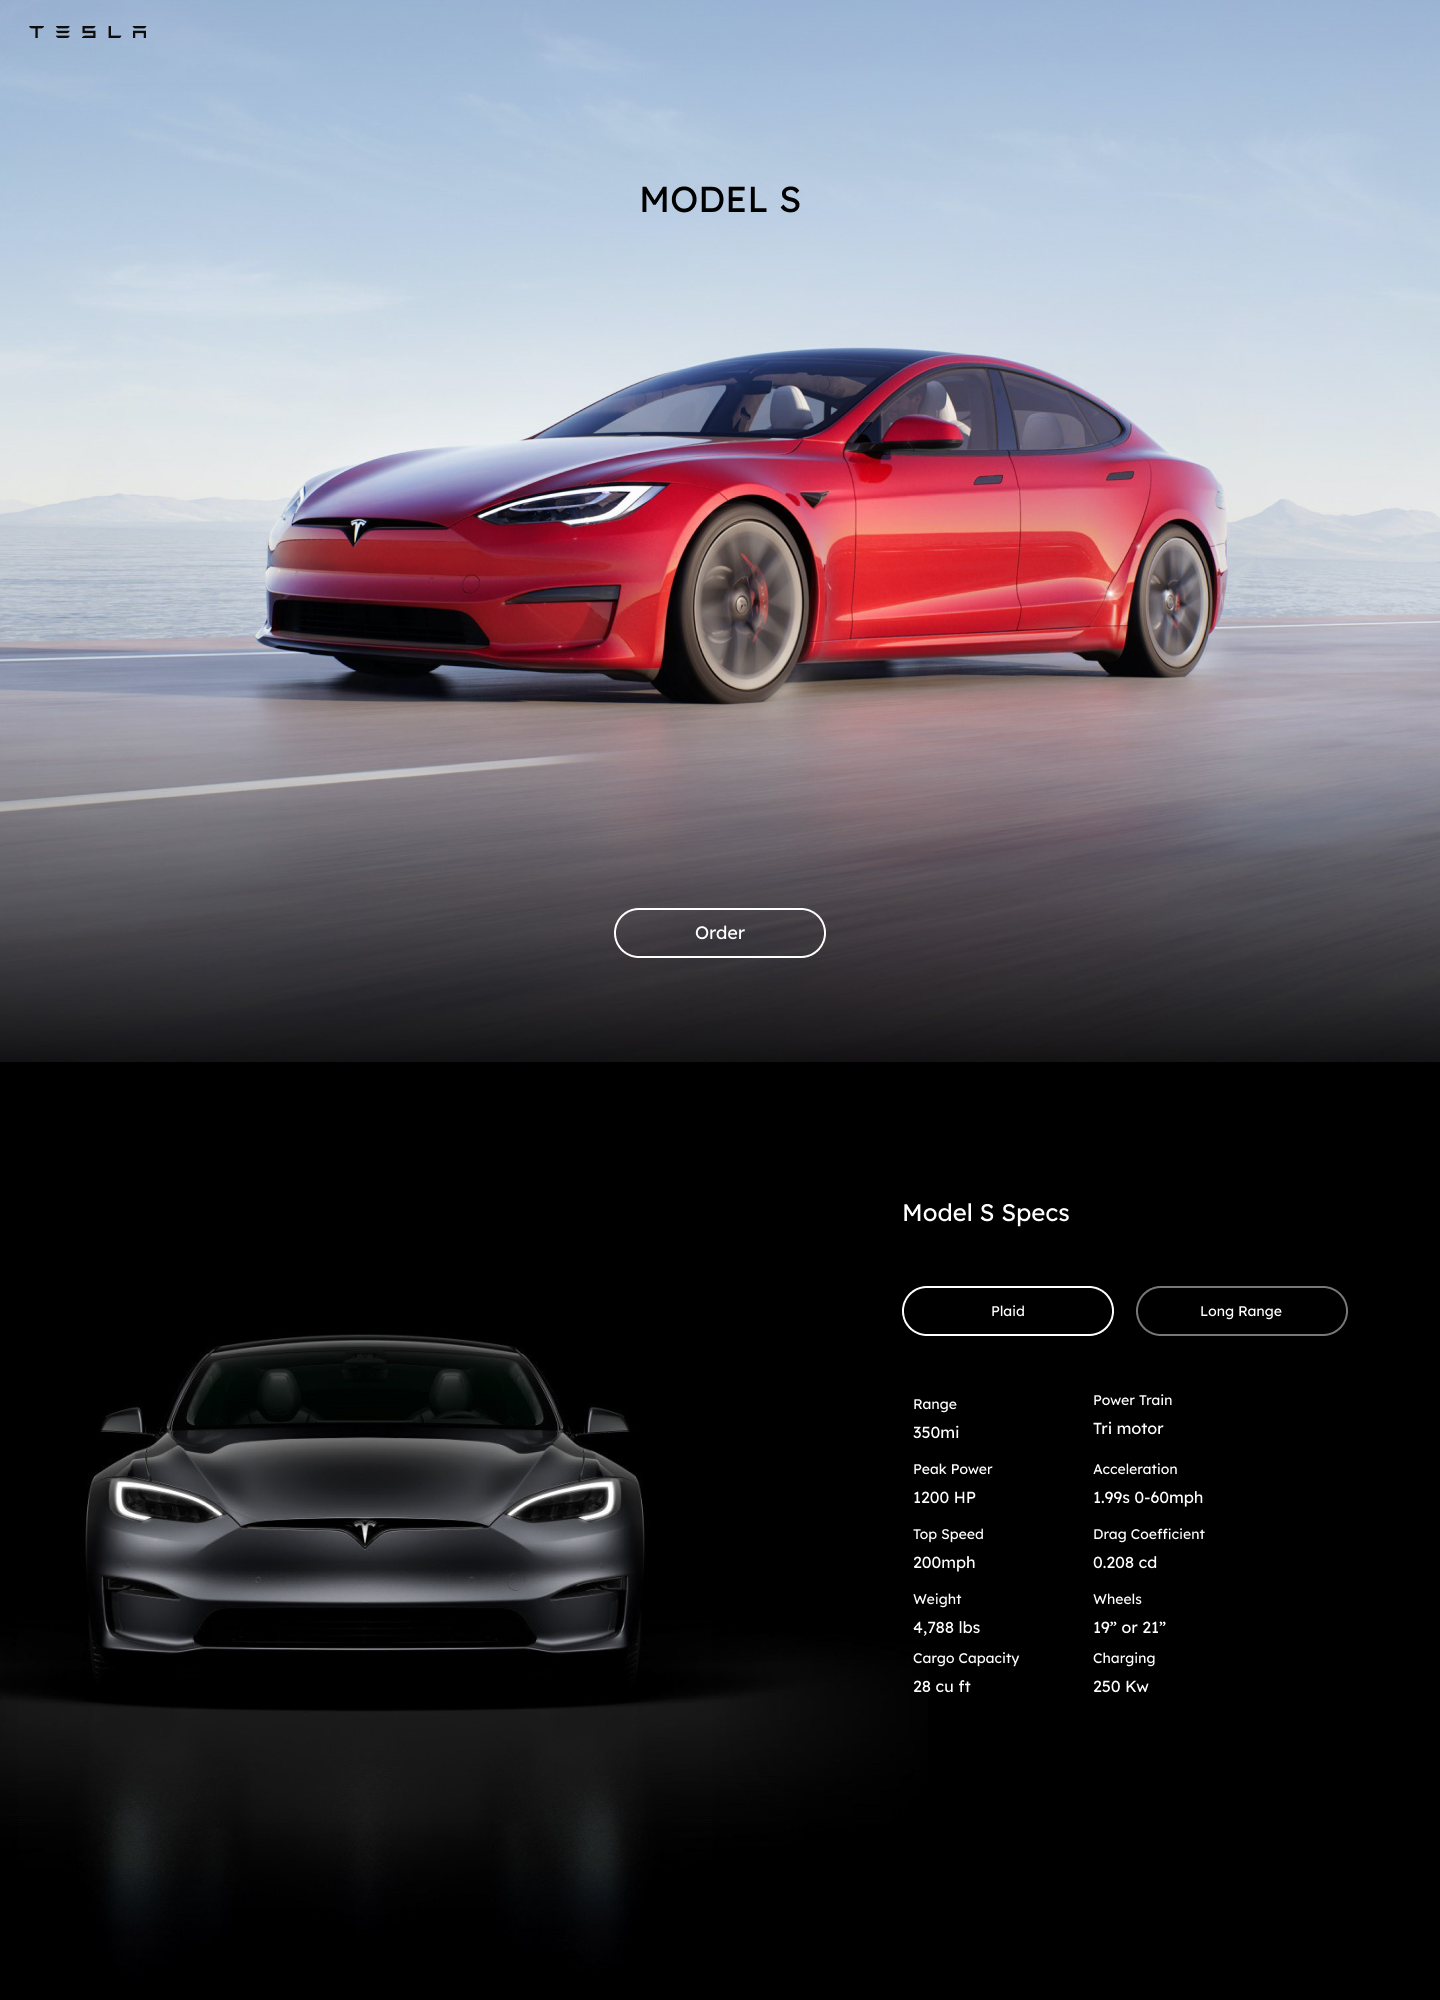 TESLA
MODEL S
Order
Model S Specs
Plaid
Long Range
Range
350mi
Power Train
Tri motor
Peak Power
1200 HP
Acceleration
1.99s 0-60mph
Top Speed
200mph
Drag Coefficient
0.208 cd
Weight
4,788 lbs
Wheels
19” or 21”
Cargo Capacity
28 cu ft
Charging
250 Kw